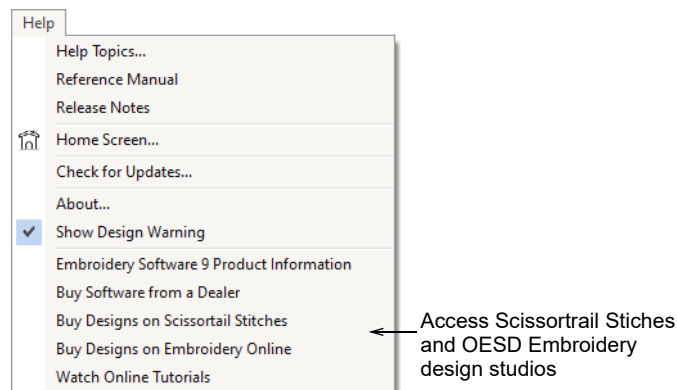 Help
Help Topics...
Reference Manual
Release Notes
Home Screen...
Check for Updates...
About...
Show Design Warning
Embroidery Software 9 Product Information
Buy Software from a Dealer
Buy Designs on Scissortail Stitches
Buy Designs on Embroidery Online
Watch Online Tutorials
Access Scissortrail Stiches
and OESD Embroidery
design studios